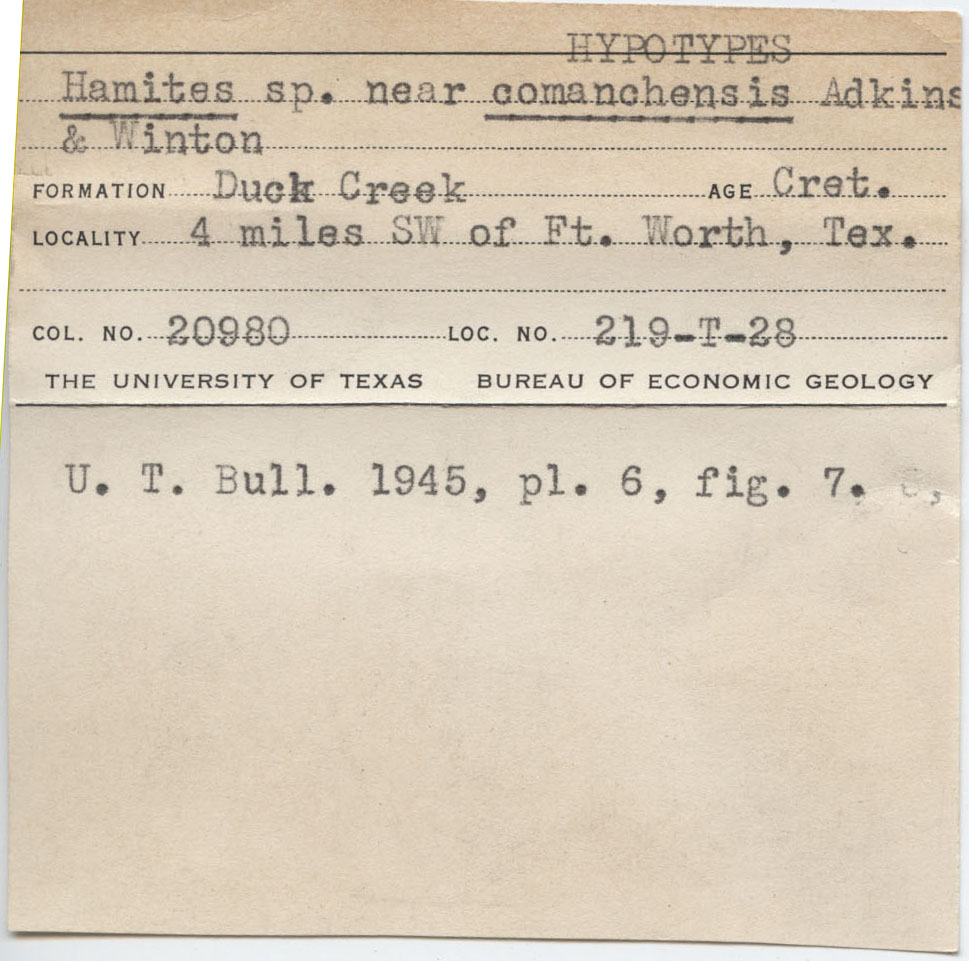 HYPOTYPES
Hamites sp. near comanchensis Adkins
& Winton
FORMATION Duck Creek AGE Cret.
LOCALITY 4 miles SW of Ft. Worth, Tex.
COL. NO. 20980 LOC. NO. 219-T-28
THE UNIVERSITY OF TEXAS BUREAU OF ECONOMIC GEOLOGY
U. T. Bull. 1945, pl. 6, fig. 7.